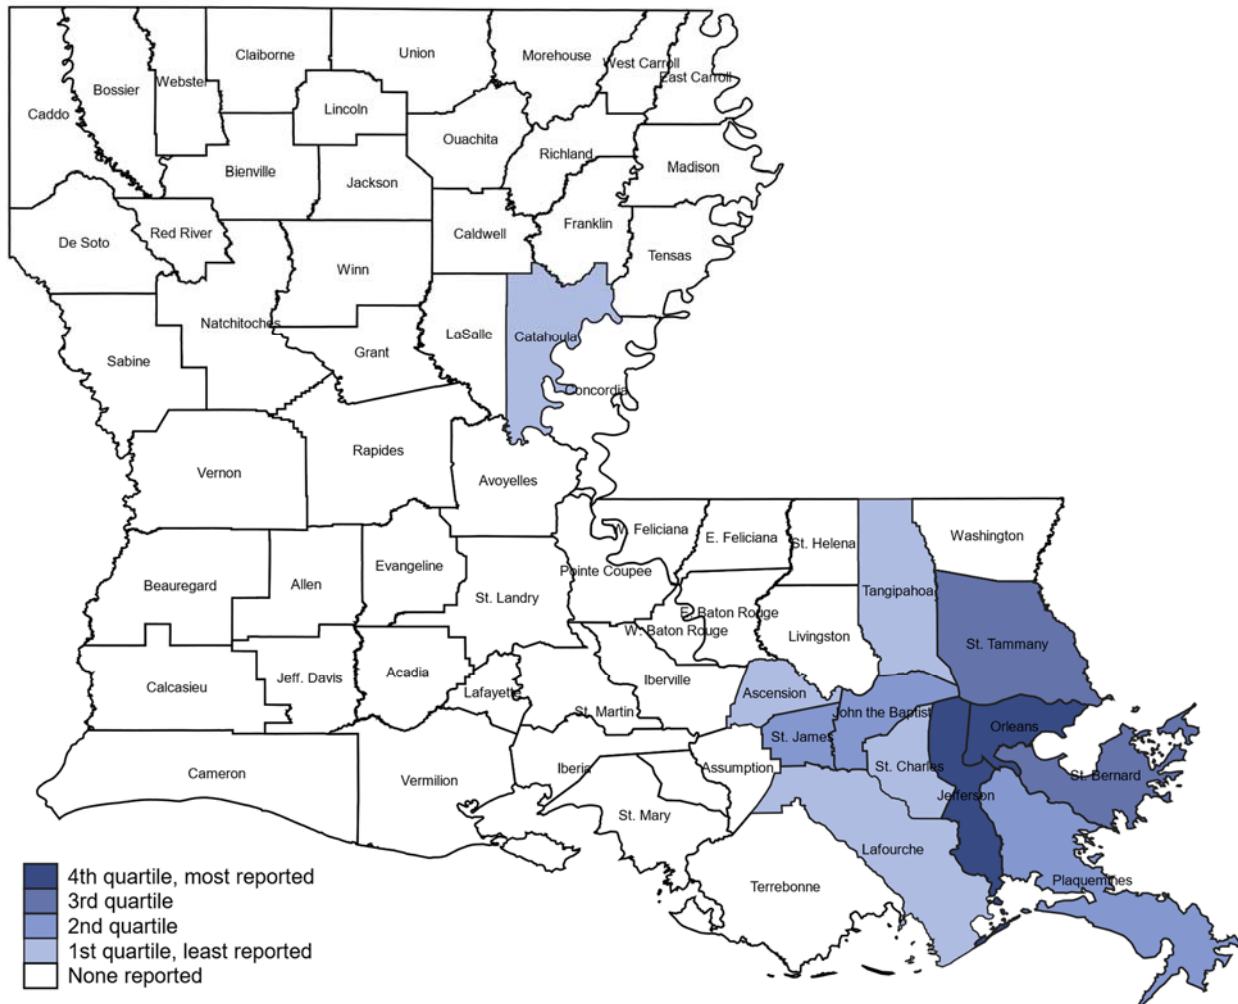 Claiborne
Union
Morehouse
West Carroll
East Carroll
Caddo
Bossier
Webster
Lincoln
Ouachita
Richland
Madison
Bienville
Jackson
Franklin
De Soto
Red River
Caldwell
Tensas
Winn
Natchitoches
LaSalle
Catahoula
Sabine
Grant
Concordia
Vernon
Rapides
Avoyelles
W. Feliciana
E. Feliciana
St. Helena
Washington
Beauregard
Allen
Evangeline
Pointe Coupee
Tangipahoa
St. Landry
E. Baton Rouge
W. Baton Rouge
Livingston
St. Tammany
Calcasieu
Jeff. Davis
Acadia
Lafayette
Iberville
Ascension
St. Martin
John the Baptist
Orleans
St. James
Cameron
Vermilion
Iberia
Assumption
St. Charles
St. Bernard
Jefferson
St. Mary
Lafourche
Terrebonne
Plaquemines
4th quartile, most reported
3rd quartile
2nd quartile
1st quartile, least reported
None reported